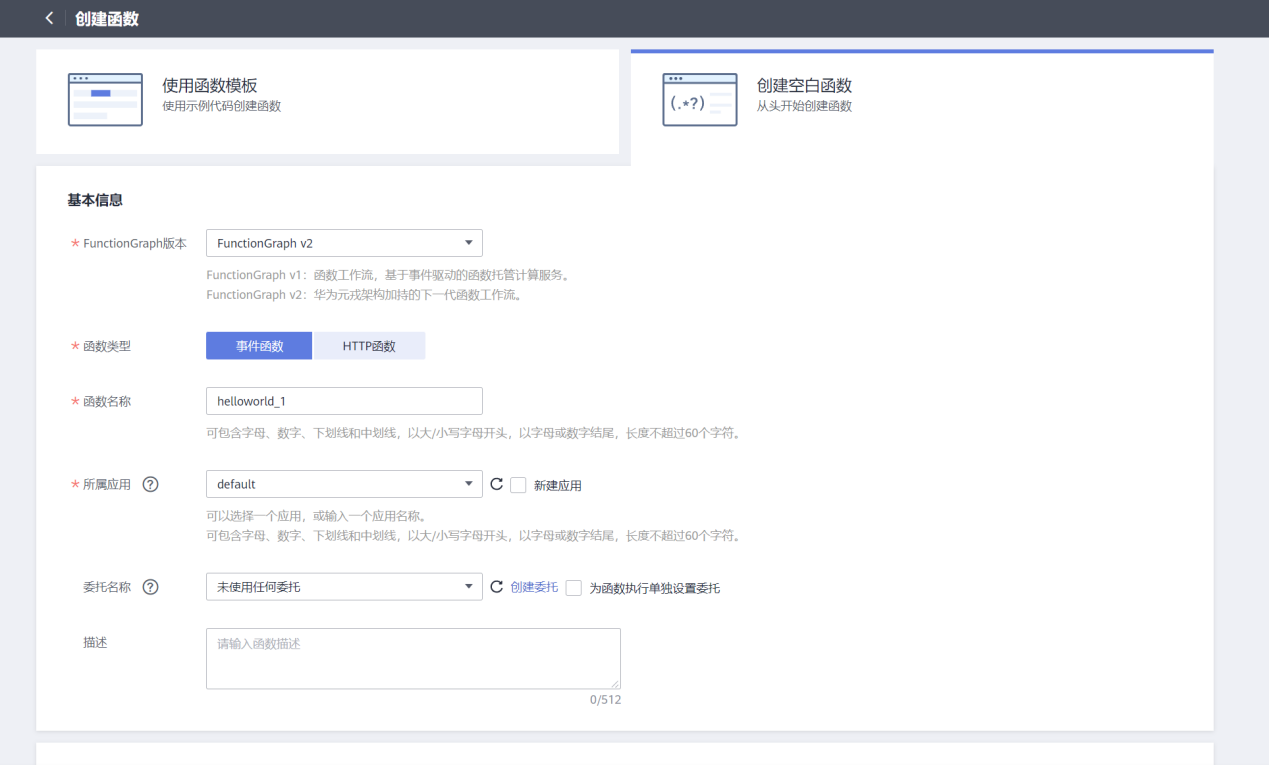 创建函数
使用函数模板
使用示例代码创建函数
(.*?)
创建空白函数
从头开始创建函数
基本信息
* FunctionGraph版本 FunctionGraph v2
FunctionGraph v1：函数工作流，基于事件驱动的函数托管计算服务。
FunctionGraph v2：华为元戎架构加持的下一代函数工作流。
* 函数类型 事件函数 HTTP函数
* 函数名称 helloworld_1
可包含字母、数字、下划线和中划线，以大/小写字母开头，以字母或数字结尾，长度不超过60个字符。
* 所属应用 ? default 新建应用
可以选择一个应用，或输入一个应用名称。
可包含字母、数字、下划线和中划线，以大/小写字母开头，以字母或数字结尾，长度不超过60个字符。
委托名称 ? 未使用任何委托 创建委托 为函数执行单独设置委托
描述 请输入函数描述
0/512